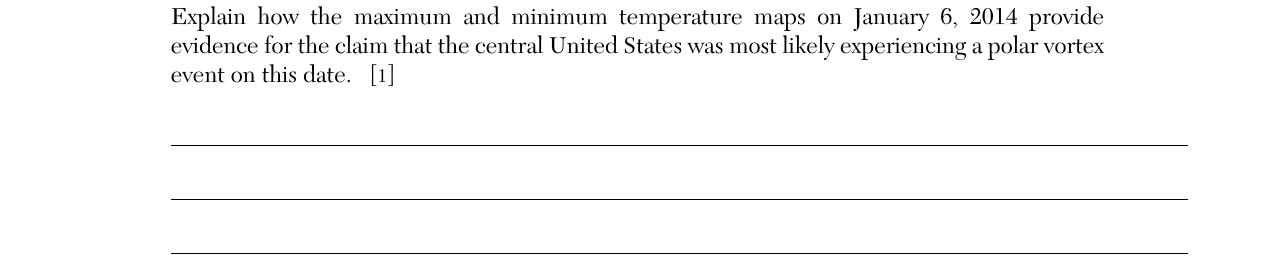 Explain how the maximum and minimum temperature maps on January 6, 2014 provide
evidence for the claim that the central United States was most likely experiencing a polar vortex
event on this date. [1]